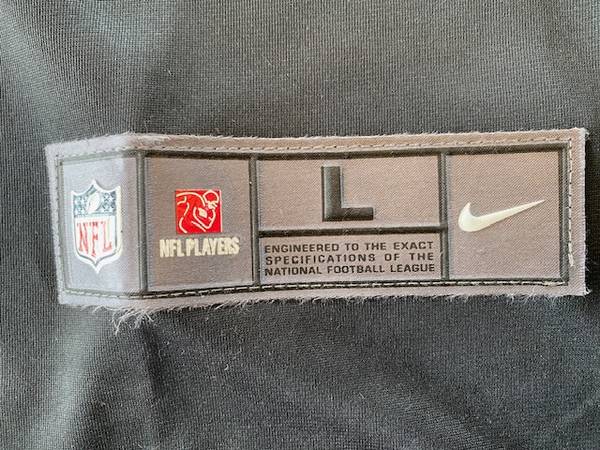 NFL
NFL PLAYERS
L
ENGINEERED TO THE EXACT
SPECIFICATIONS OF THE
NATIONAL FOOTBALL LEAGUE